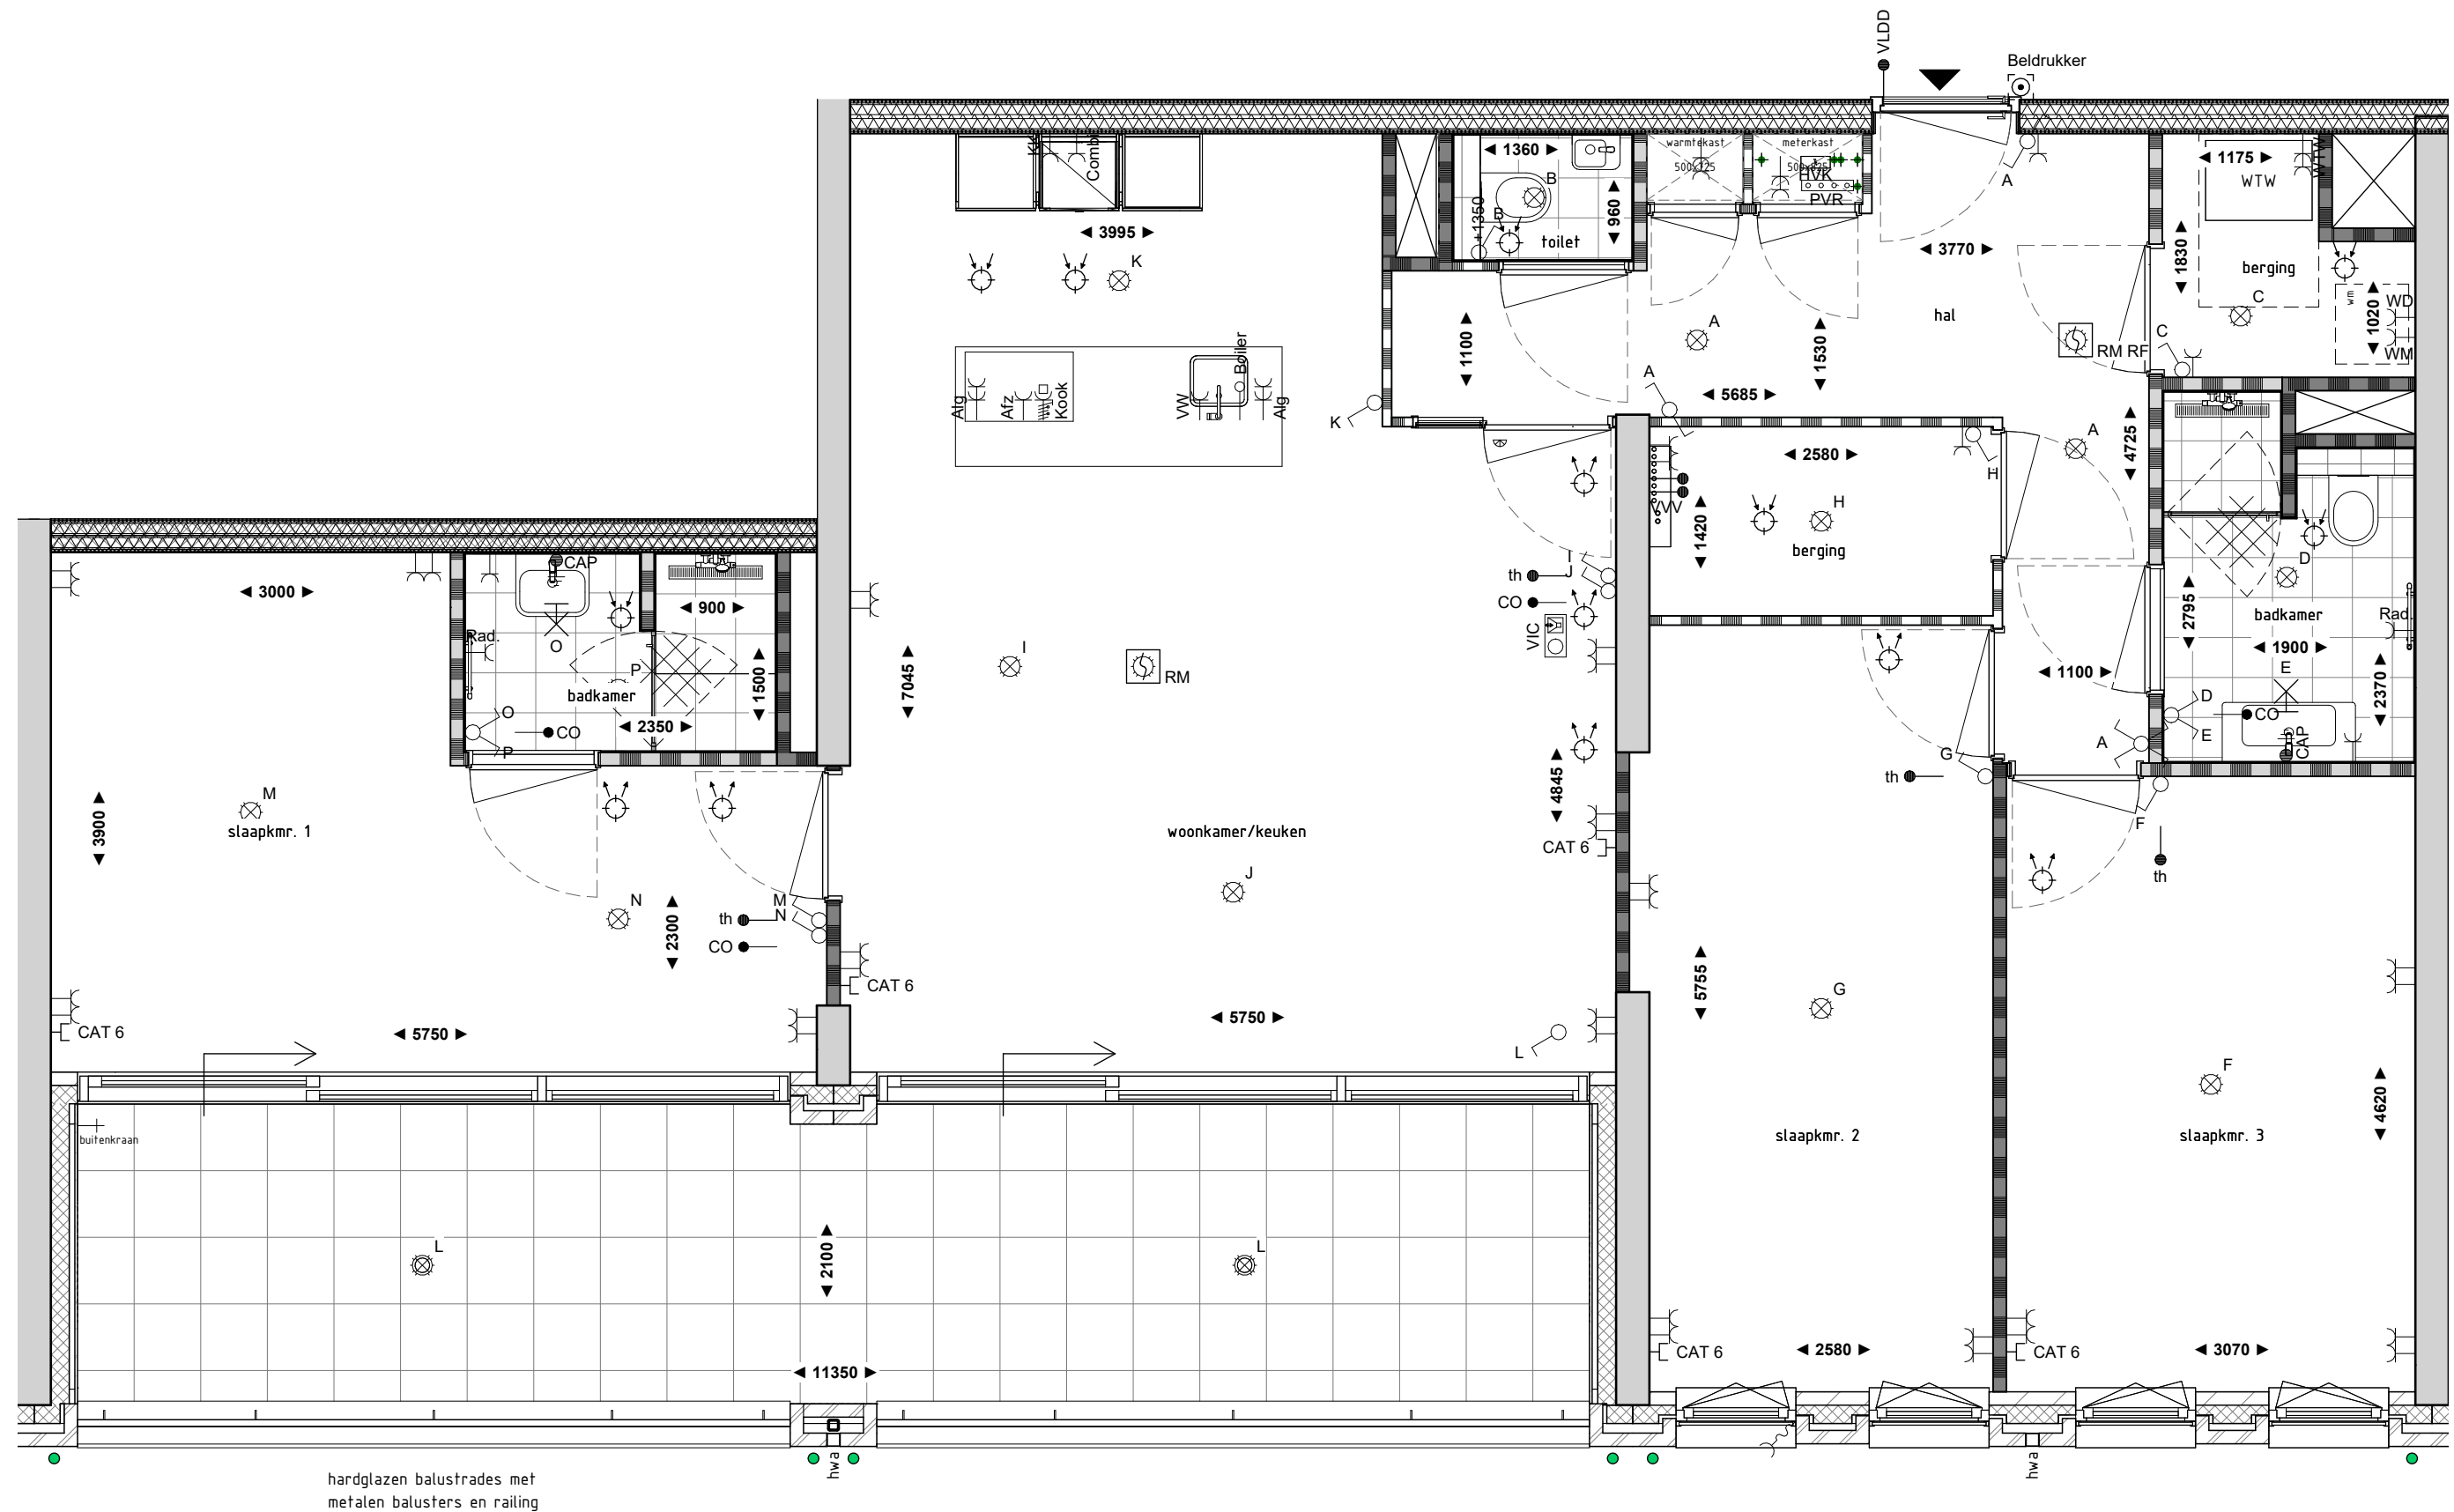 VLDD
Beldrukker
KK
Combi
1360
B
B
+1350
960
toilet
warmtekast
meterkast
HVK
PVR
A
1175
WTW
WTW
3995
K
3770
1830
berging
C
wm
WD
1020
WM
hal
A
1100
1530
RM RF
C
Boiler
Alg
Afz
Kook
VW
Alg
K
A
5685
2580
H
A
4725
VVV
1420
H
berging
D
3000
CAP
900
Rad.
O
P
badkamer
1500
2350
O
CO
P
I
J
th
CO
VIC
7045
I
RM
2795
badkamer
Rad.
1900
E
1100
2370
D
CO
E
A
CAP
G
th
F
th
M
slaapkmr. 1
3900
woonkamer/keuken
4845
CAT 6
J
N
2300
M
N
th
CO
CAT 6
CAT 6
5750
5750
L
5755
G
F
4620
buitenkraan
slaapkmr. 2
slaapkmr. 3
L
2100
L
11350
CAT 6
2580
CAT 6
3070
hwa
hwa
hardglazen balustrades met
metalen balusters en railing